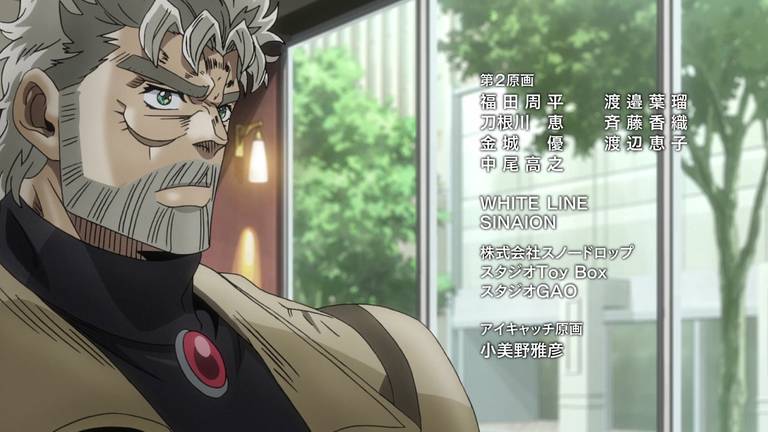 第2原画
福田周平 渡邉葉瑠
刀根川 恵 斉藤香織
金城 優 渡辺恵子
中尾高之
WHITE LINE
SINAION
株式会社スノードロップ
スタジオToy Box
スタジオGAO
アイキャッチ原画
小美野雅彦